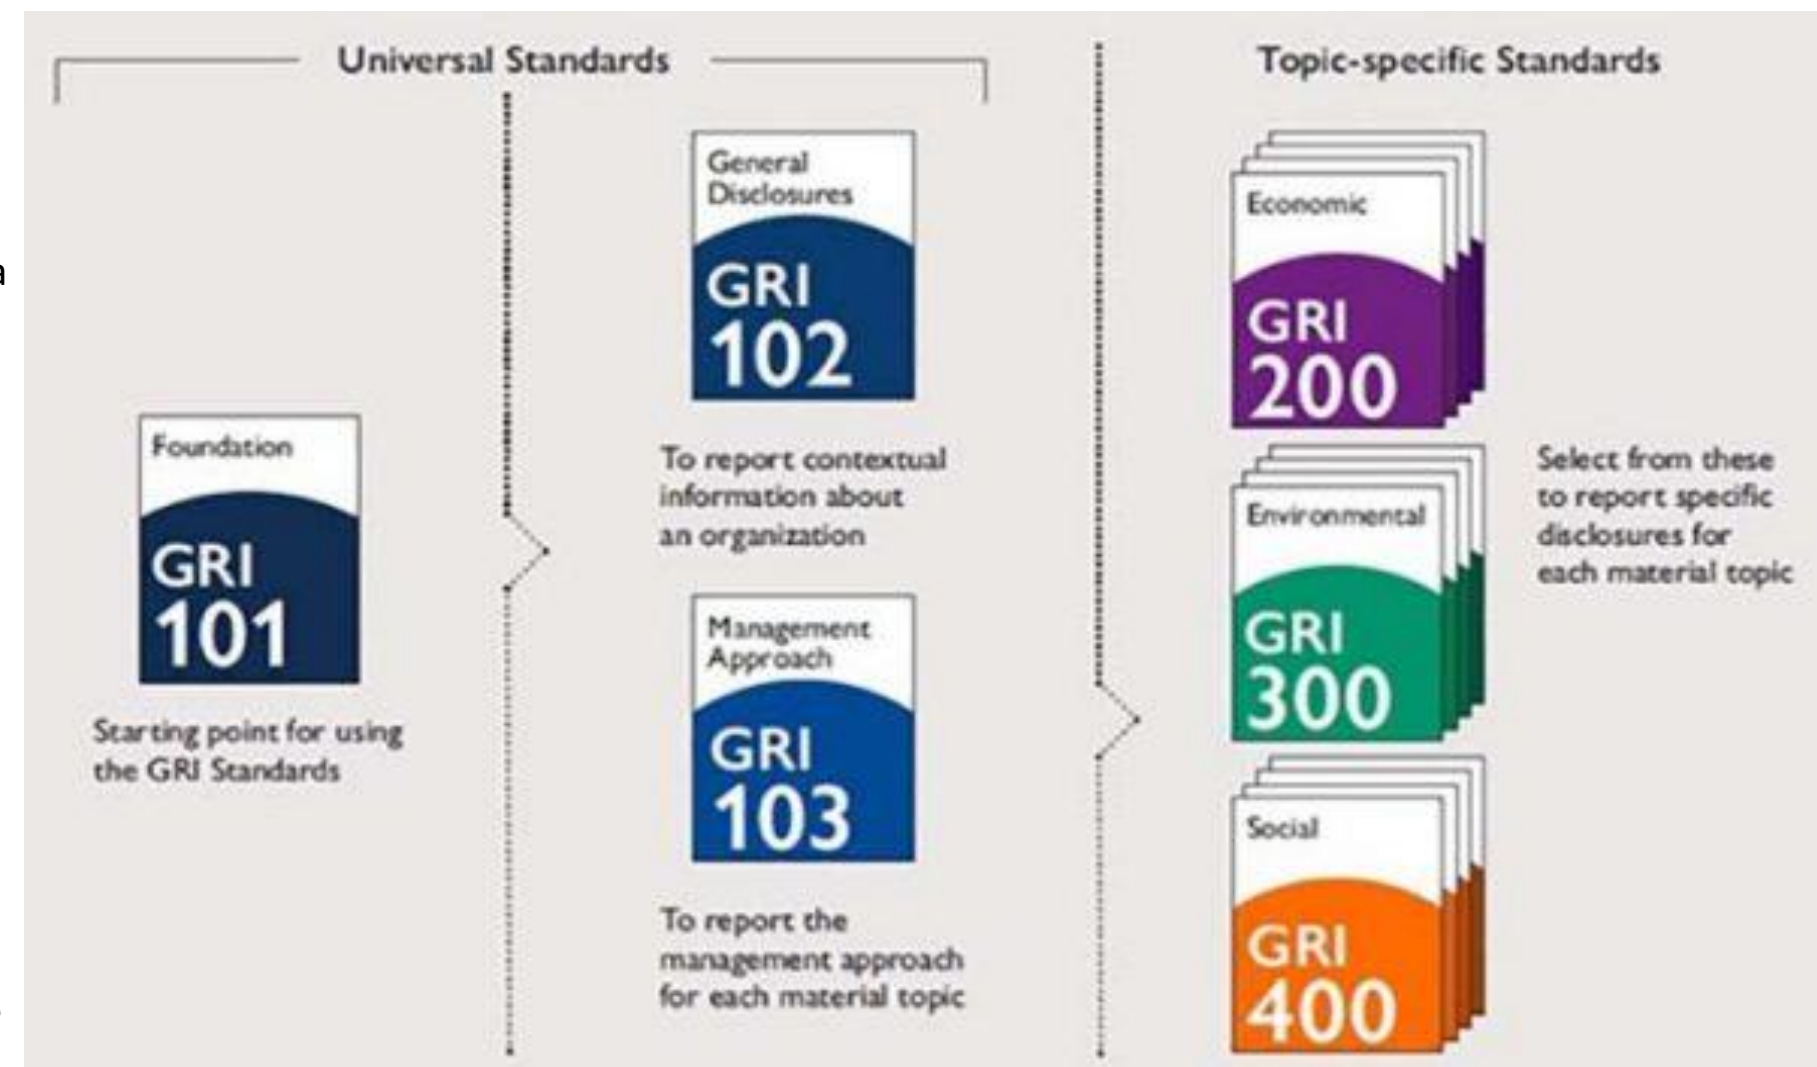 Universal Standards
Topic-specific Standards
Foundation
GRI
101
Starting point for using
the GRI Standards
General
Disclosures
GRI
102
To report contextual
information about
an organization
Management
Approach
GRI
103
To report the
management approach
for each material topic
Economic
GRI
200
Environmental
GRI
300
Social
GRI
400
Select from these
to report specific
disclosures for
each material topic
a